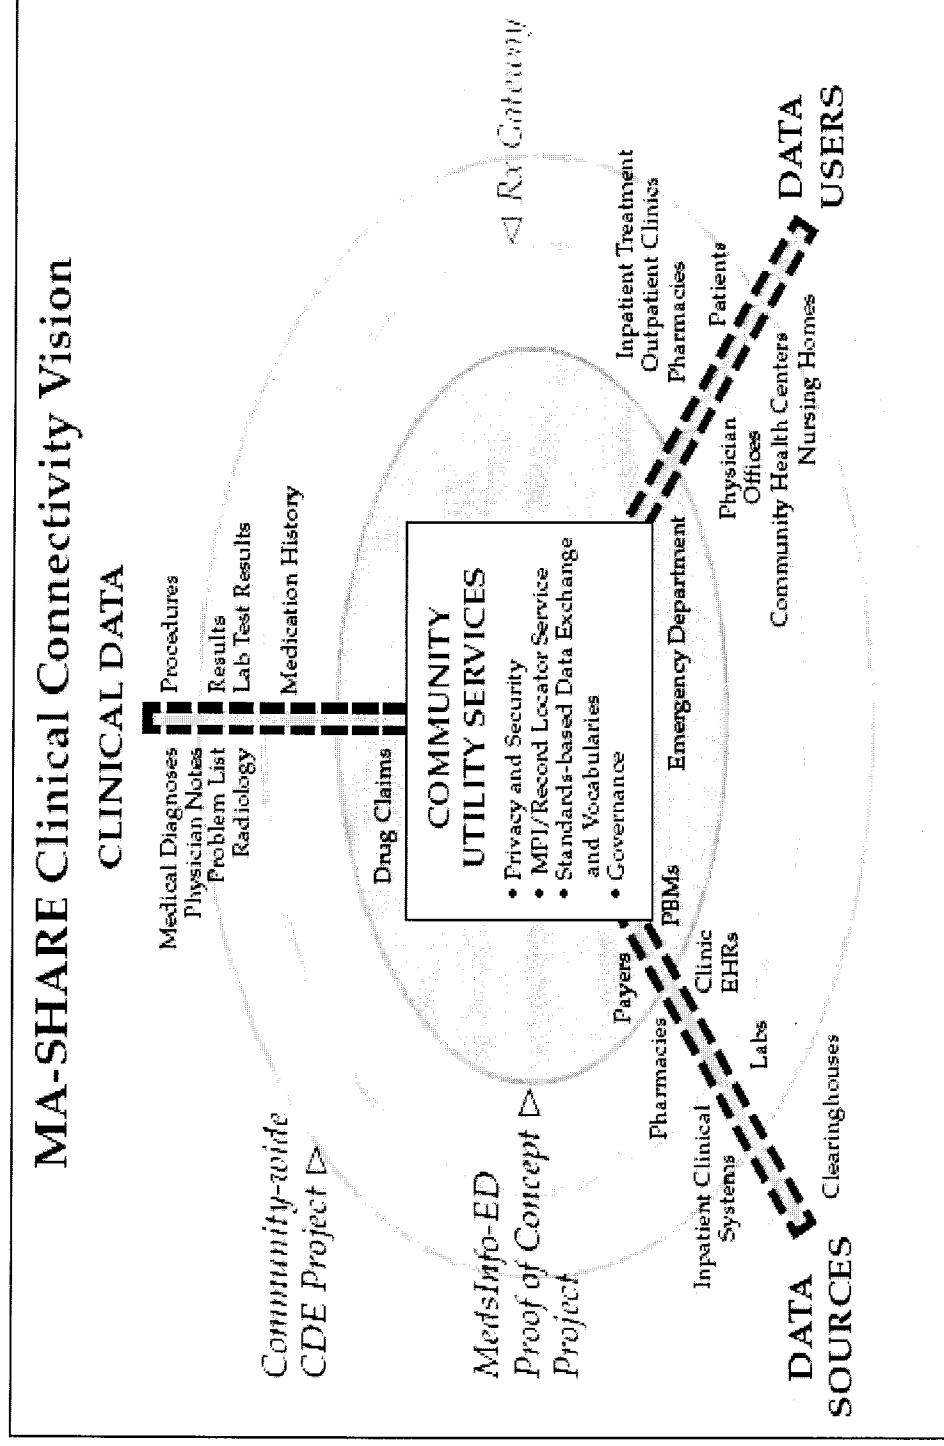 MA-SHARE Clinical Connectivity Vision
CLINICAL DATA
Medical Diagnoses
Physician Notes
Problem List
Radiology
Procedures
Results
Lab Test Results
Medication History
Drug Claims
Community-wide
CDE Project ▷
MedsInfo-ED
Proof of Concept ▷
Project
◁ Rx Gateway
COMMUNITY
UTILITY SERVICES
• Privacy and Security
• MPI/Record Locator Service
• Standards-based Data Exchange
and Vocabularies
• Governance
Payers
PBMs
Pharmacies
Clinic
EHRs
Inpatient Clinical
Systems
Labs
Clearinghouses
DATA
SOURCES
Emergency Department
Inpatient Treatment
Outpatient Clinics
Pharmacies
Patients
Physician
Offices
Community Health Centers
Nursing Homes
DATA
USERS